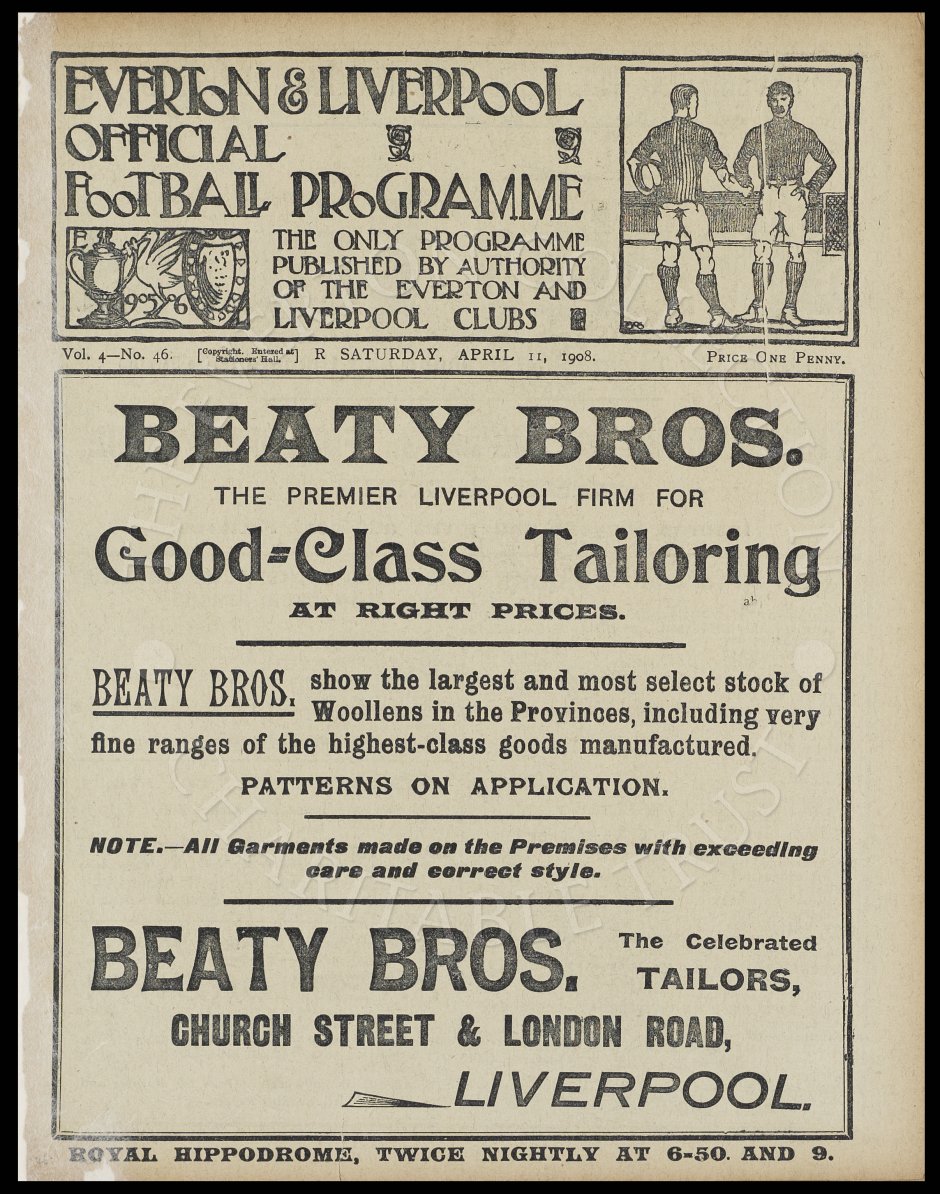 EVERTON & LIVERPOOL
OFFICIAL
FOOTBALL PROGRAMME
THE ONLY PROGRAMME
PUBLISHED BY AUTHORITY
OF THE EVERTON AND
LIVERPOOL CLUBS
E
1905
6
1905
Vol. 4—No. 46. [Copyright. Entered at Stationers' Hall.] R SATURDAY, APRIL 11, 1908. PRICE ONE PENNY.
BEATY BROS.
THE PREMIER LIVERPOOL FIRM FOR
Good=Class Tailoring
AT RIGHT PRICES.
BEATY BROS. show the largest and most select stock of
Woollens in the Provinces, including very
fine ranges of the highest-class goods manufactured.
PATTERNS ON APPLICATION.
NOTE.—All Garments made on the Premises with exceeding
care and correct style.
BEATY BROS. The Celebrated
TAILORS,
CHURCH STREET & LONDON ROAD,
LIVERPOOL.
ROYAL HIPPODROME, TWICE NIGHTLY AT 6-50. AND 9.
CHARITABLE TRUST